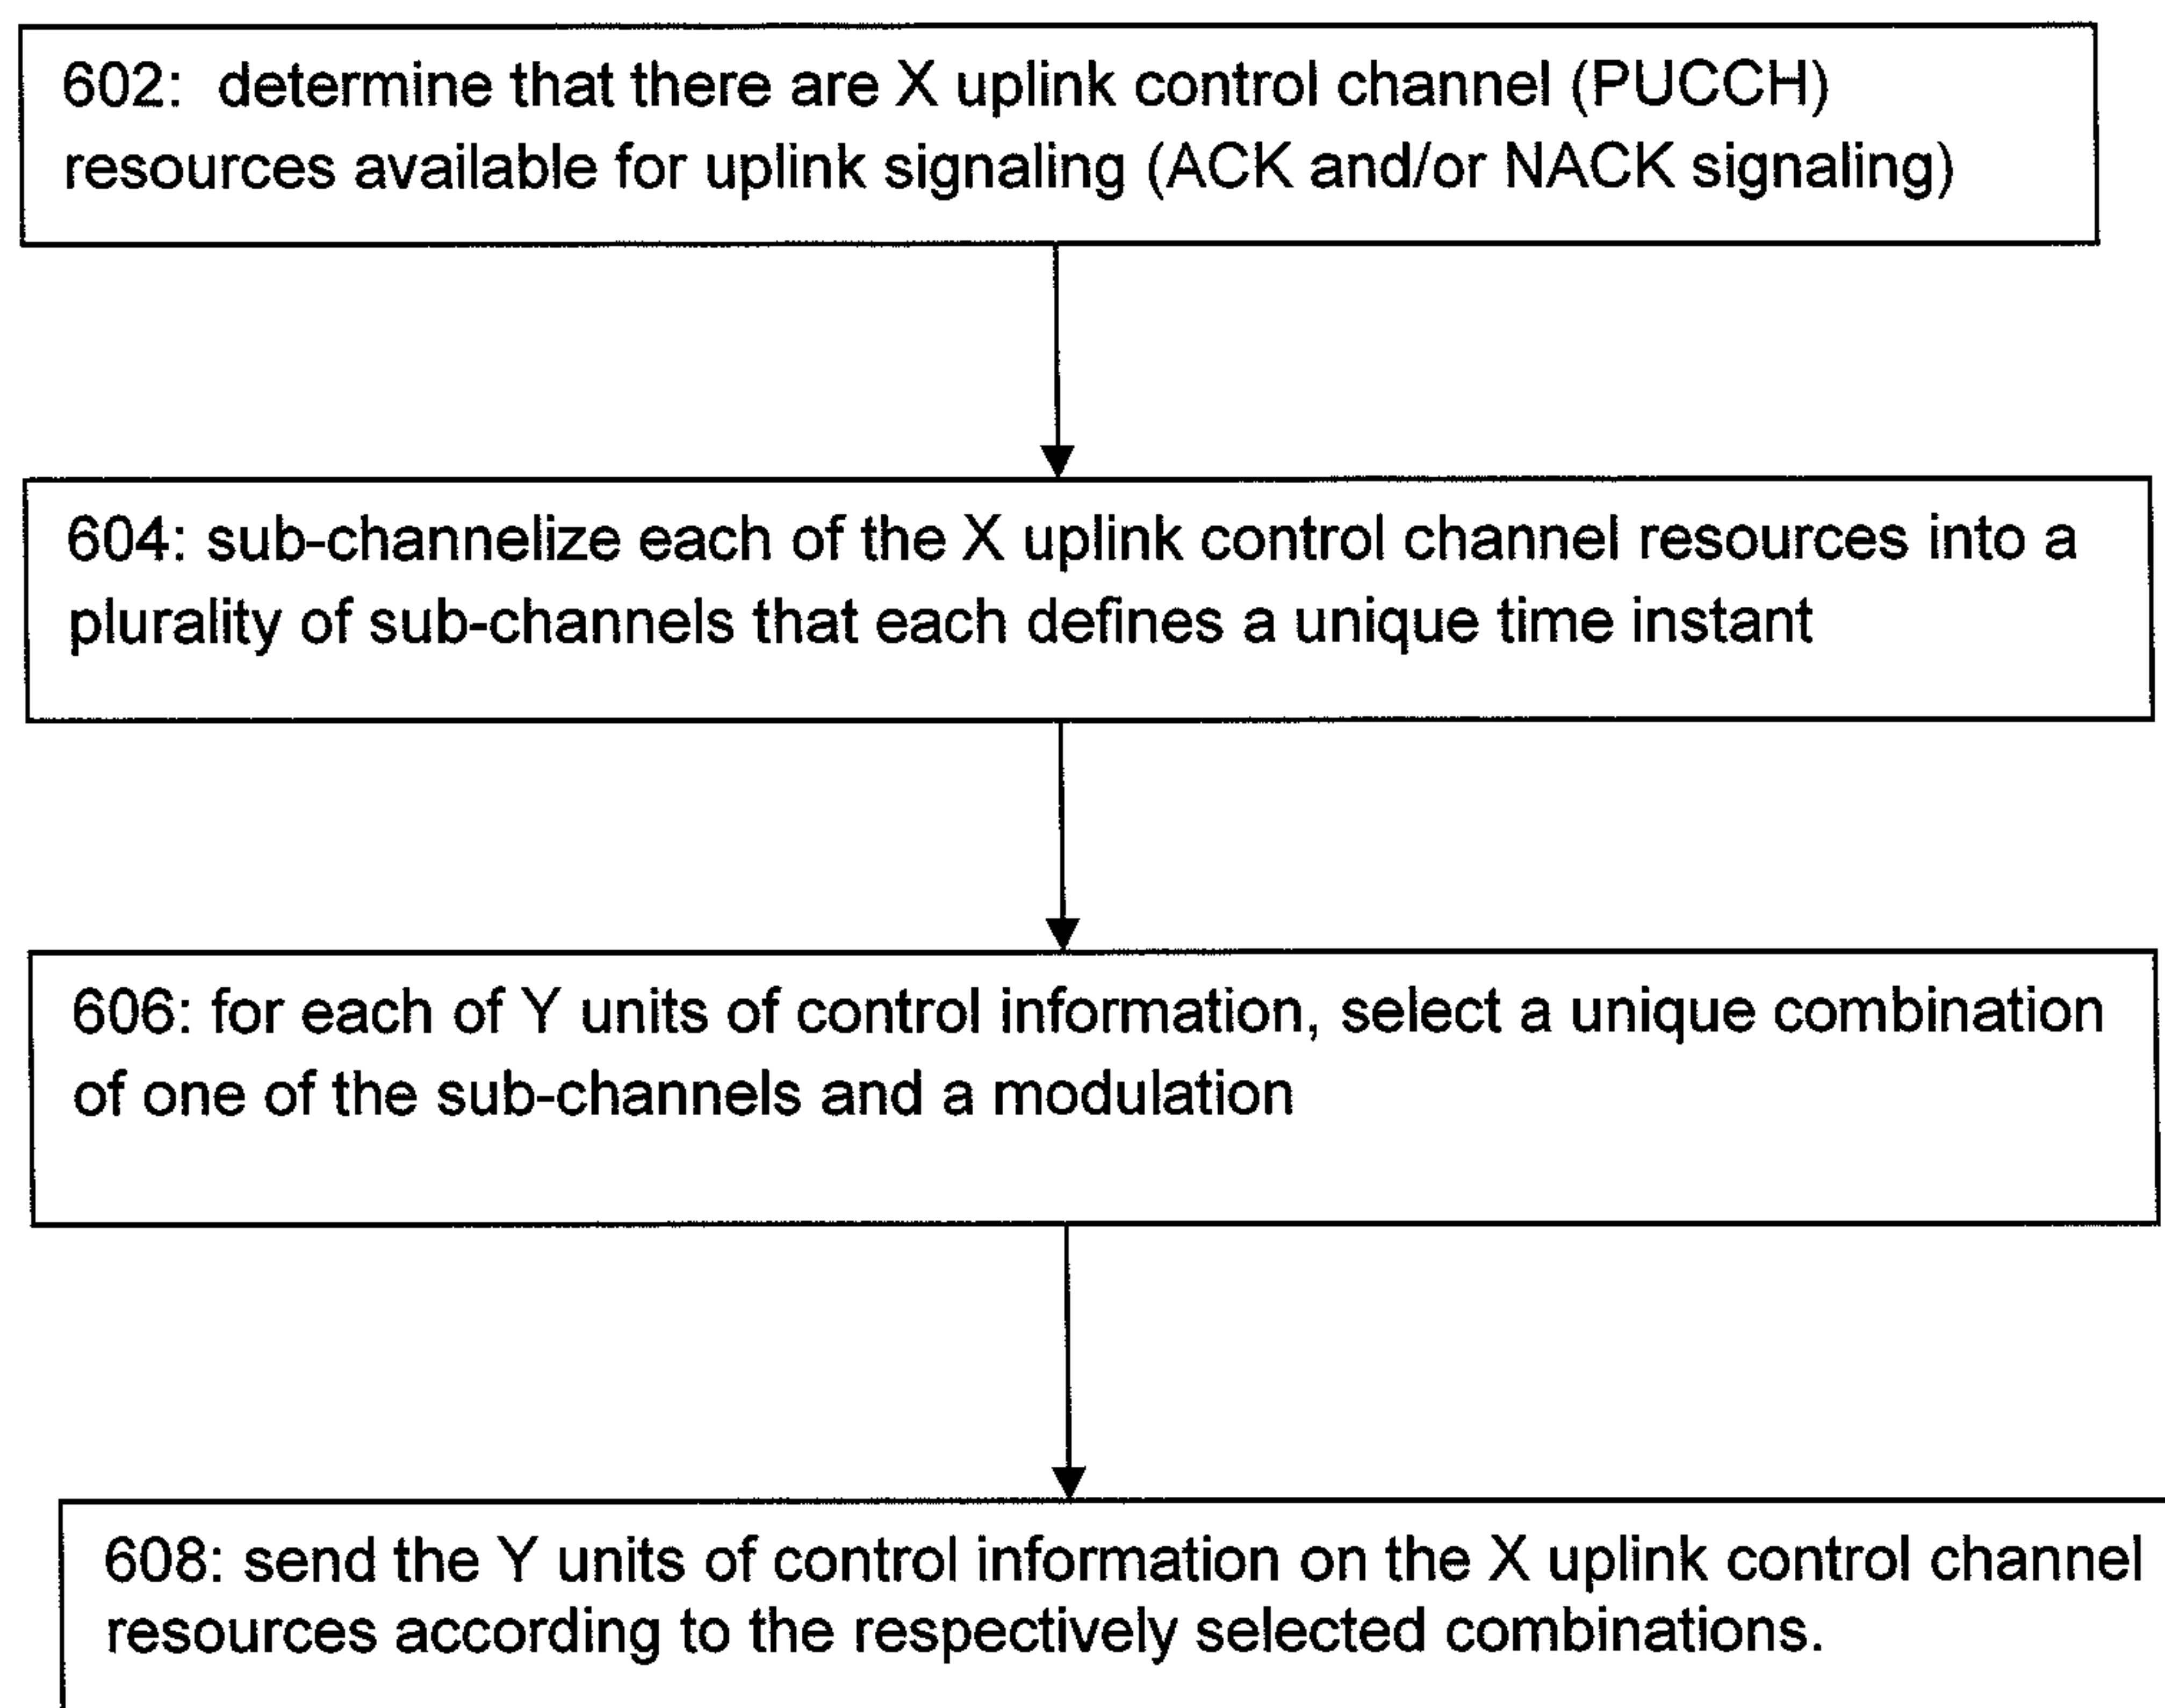 602: determine that there are X uplink control channel (PUCCH)
resources available for uplink signaling (ACK and/or NACK signaling)
604: sub-channelize each of the X uplink control channel resources into a
plurality of sub-channels that each defines a unique time instant
606: for each of Y units of control information, select a unique combination
of one of the sub-channels and a modulation
608: send the Y units of control information on the X uplink control channel
resources according to the respectively selected combinations.